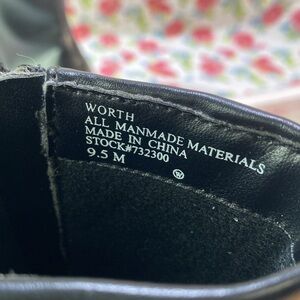 WORTH
ALL MANMADE MATERIALS
MADE IN CHINA
STOCK#732300
9.5 M
®